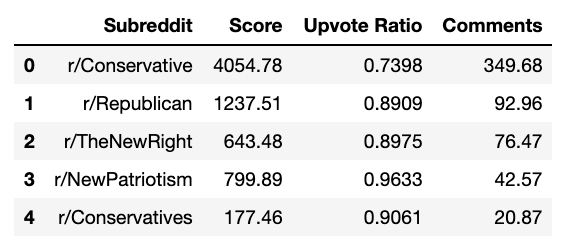 Subreddit Score Upvote Ratio Comments
0 r/Conservative 4054.78 0.7398 349.68
1 r/Republican 1237.51 0.8909 92.96
2 r/TheNewRight 643.48 0.8975 76.47
3 r/NewPatriotism 799.89 0.9633 42.57
4 r/Conservatives 177.46 0.9061 20.87